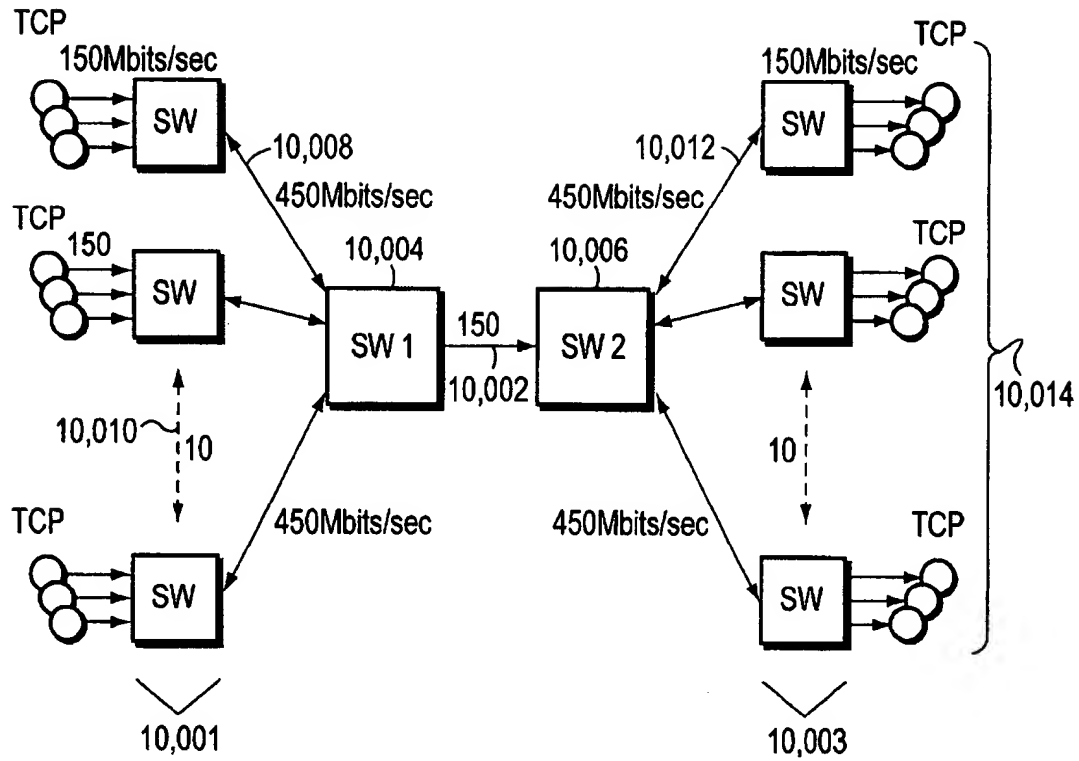 TCP
150Mbits/sec
SW
10,008
450Mbits/sec
TCP
150
SW
10,004
SW 1
150
10,002
10,010
10
TCP
450Mbits/sec
SW
10,001
TCP
150Mbits/sec
SW
10,012
450Mbits/sec
10,006
SW 2
TCP
SW
10,014
10
450Mbits/sec
TCP
SW
10,003